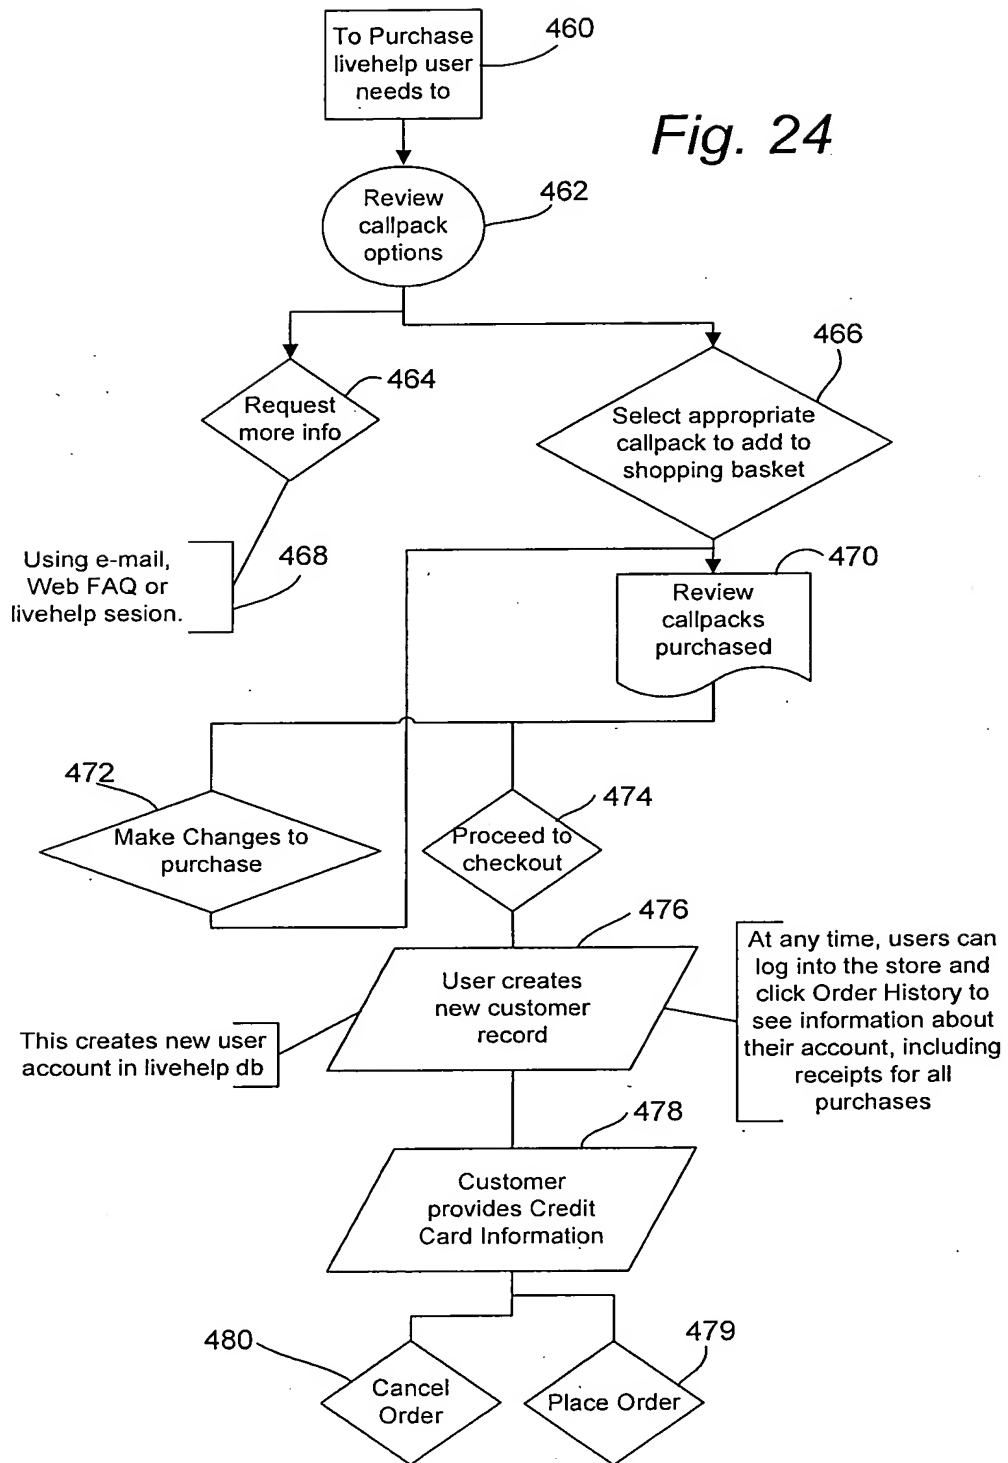 To Purchase
livehelp user
needs to
460
Fig. 24
Review
callpack
options
462
466
464
Request
more info
Select appropriate
callpack to add to
shopping basket
Using e-mail,
Web FAQ or
livehelp sesion.
468
470
Review
callpacks
purchased
472
474
Make Changes to
purchase
Proceed to
checkout
476
User creates
new customer
record
At any time, users can
log into the store and
click Order History to
see information about
their account, including
receipts for all
purchases
This creates new user
account in livehelp db
478
Customer
provides Credit
Card Information
480
479
Cancel
Order
Place Order